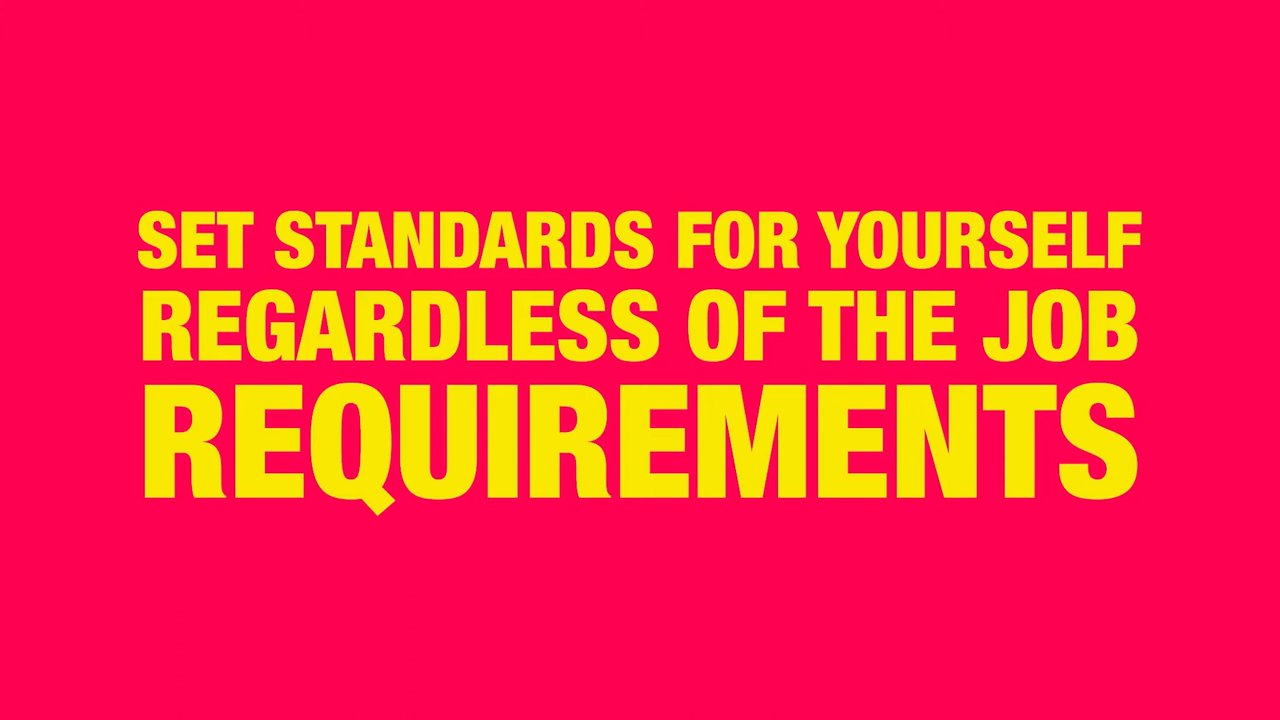 SET STANDARDS FOR YOURSELF
REGARDLESS OF THE JOB
REQUIREMENTS